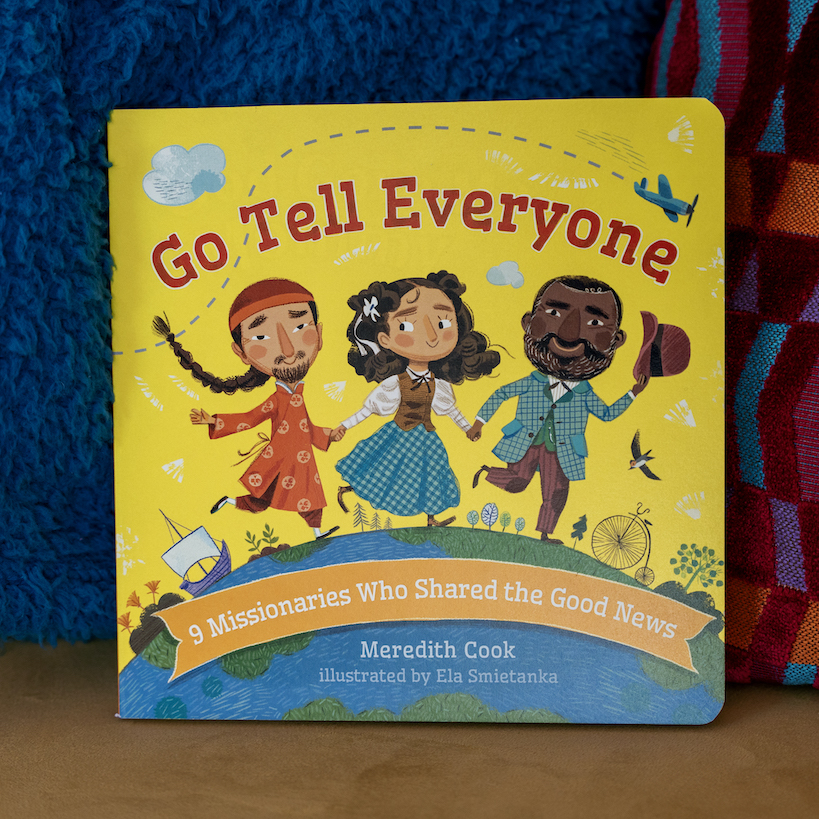 Go Tell Everyone
9 Missionaries Who Shared the Good News
Meredith Cook
illustrated by Ela Smietanka